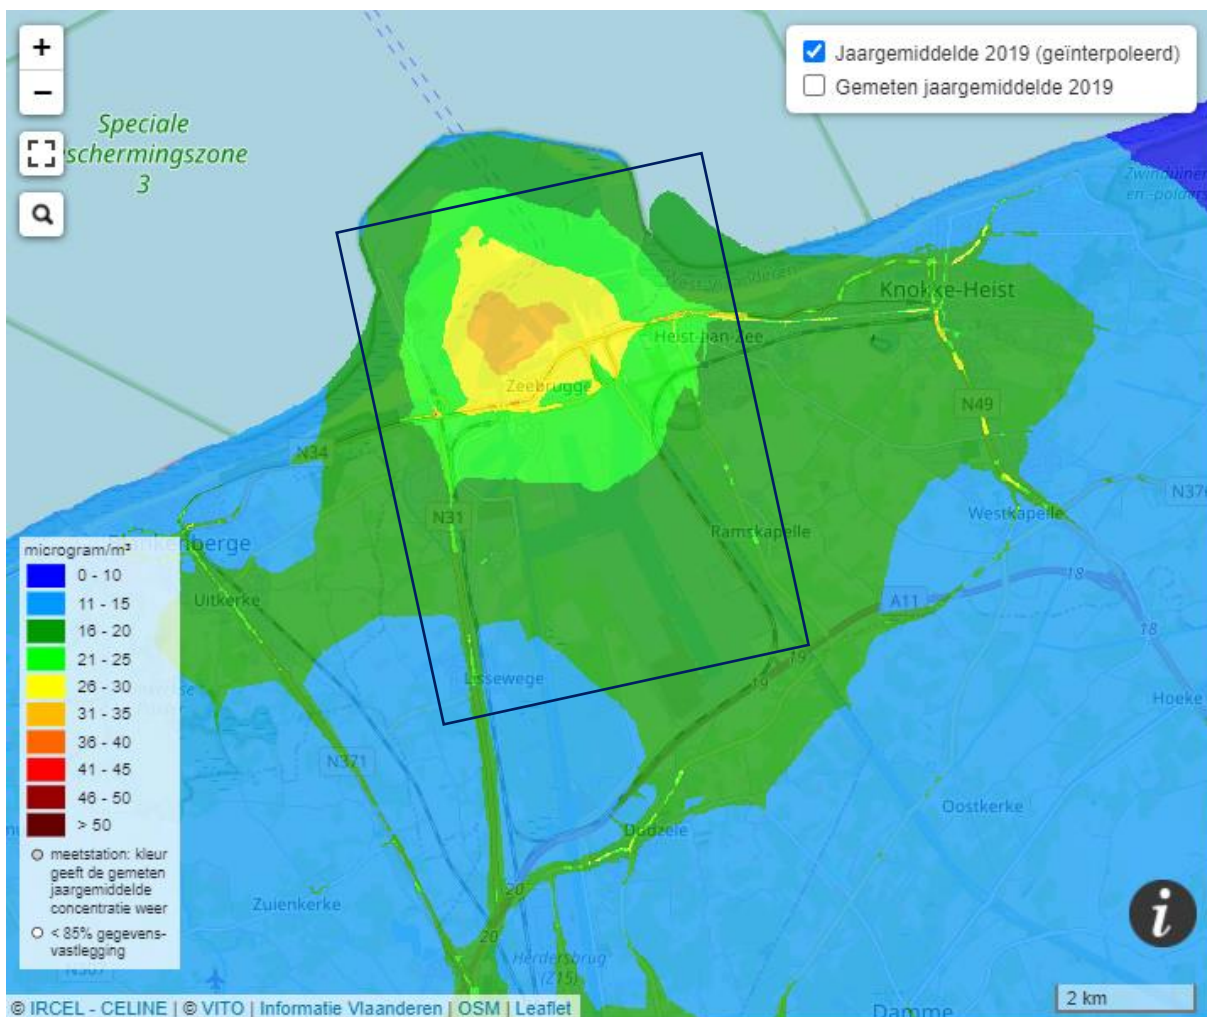 +
−
Speciale
schermingszone
3
Jaargemiddelde 2019 (geïnterpoleerd)
Gemeten jaargemiddelde 2019
Knokke-Heist
Heist-aan-Zee
Zeebrugge
N34
N49
N376
N31
Ramskapelle
Westkapelle
Blankenberge
Uitkerke
A11
18
18
19
19
Lissewege
Hoeke
N371
Oostkerke
Dudzele
Zuienkerke
20
20
Herdersbrug
(Z15)
Damme
microgram/m³
0 - 10
11 - 15
16 - 20
21 - 25
26 - 30
31 - 35
36 - 40
41 - 45
46 - 50
> 50
meetstation: kleur
geeft de gemeten
jaargemiddelde
concentratie weer
< 85% gegevens-
vastlegging
i
2 km
© IRCEL - CELINE | © VITO | Informatie Vlaanderen | OSM | Leaflet